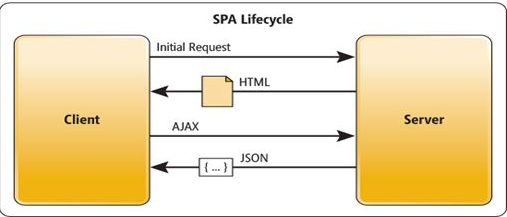 SPA Lifecycle
Initial Request
HTML
Client
Server
AJAX
JSON
{ ... }